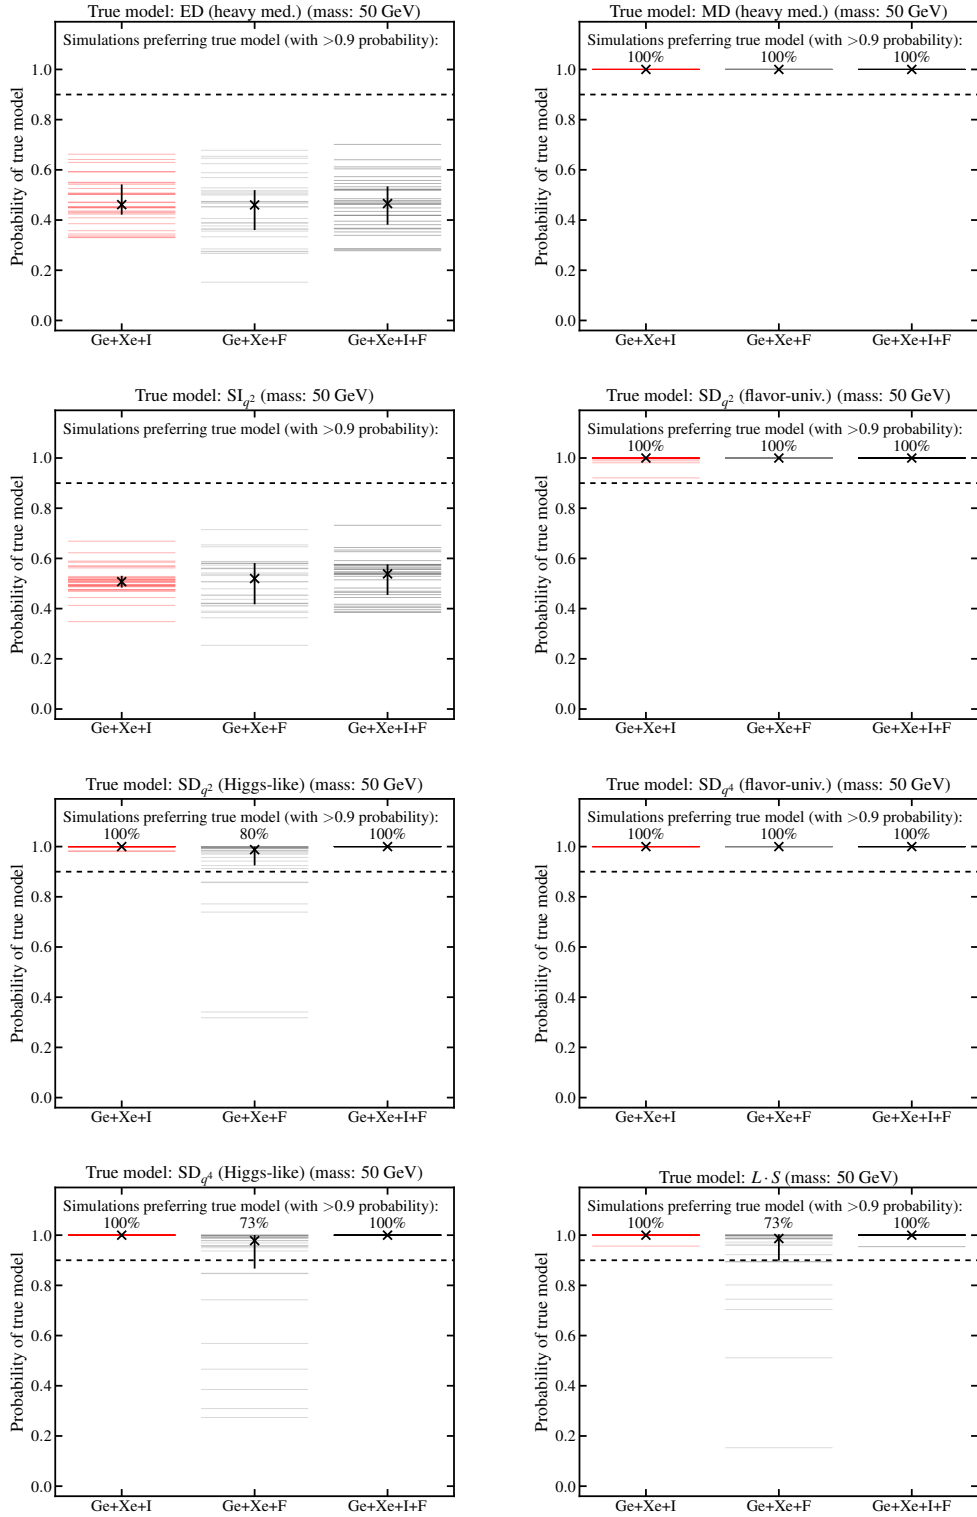 True model: ED (heavy med.) (mass: 50 GeV)
Simulations preferring true model (with >0.9 probability):
1.0
0.8
0.6
0.4
0.2
0.0
Probability of true model
Ge+Xe+I
Ge+Xe+F
Ge+Xe+I+F
True model: MD (heavy med.) (mass: 50 GeV)
Simulations preferring true model (with >0.9 probability):
100%
100%
100%
1.0
0.8
0.6
0.4
0.2
0.0
Probability of true model
Ge+Xe+I
Ge+Xe+F
Ge+Xe+I+F
True model: SI_{q²} (mass: 50 GeV)
Simulations preferring true model (with >0.9 probability):
1.0
0.8
0.6
0.4
0.2
0.0
Probability of true model
Ge+Xe+I
Ge+Xe+F
Ge+Xe+I+F
True model: SD_{q²} (flavor-univ.) (mass: 50 GeV)
Simulations preferring true model (with >0.9 probability):
100%
100%
100%
1.0
0.8
0.6
0.4
0.2
0.0
Probability of true model
Ge+Xe+I
Ge+Xe+F
Ge+Xe+I+F
True model: SD_{q²} (Higgs-like) (mass: 50 GeV)
Simulations preferring true model (with >0.9 probability):
100%
80%
100%
1.0
0.8
0.6
0.4
0.2
0.0
Probability of true model
Ge+Xe+I
Ge+Xe+F
Ge+Xe+I+F
True model: SD_{q⁴} (flavor-univ.) (mass: 50 GeV)
Simulations preferring true model (with >0.9 probability):
100%
100%
100%
1.0
0.8
0.6
0.4
0.2
0.0
Probability of true model
Ge+Xe+I
Ge+Xe+F
Ge+Xe+I+F
True model: SD_{q⁴} (Higgs-like) (mass: 50 GeV)
Simulations preferring true model (with >0.9 probability):
100%
73%
100%
1.0
0.8
0.6
0.4
0.2
0.0
Probability of true model
Ge+Xe+I
Ge+Xe+F
Ge+Xe+I+F
True model: L · S (mass: 50 GeV)
Simulations preferring true model (with >0.9 probability):
100%
73%
100%
1.0
0.8
0.6
0.4
0.2
0.0
Probability of true model
Ge+Xe+I
Ge+Xe+F
Ge+Xe+I+F